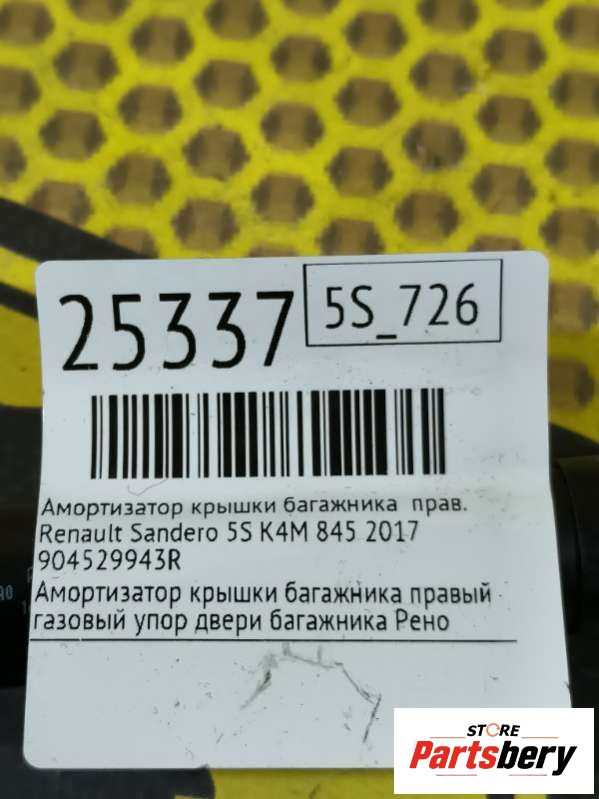 25337
5S_726
Амортизатор крышки багажника прав.
Renault Sandero 5S K4M 845 2017
904529943R
Амортизатор крышки багажника правый
газовый упор двери багажника Рено
STORE
Partsbery